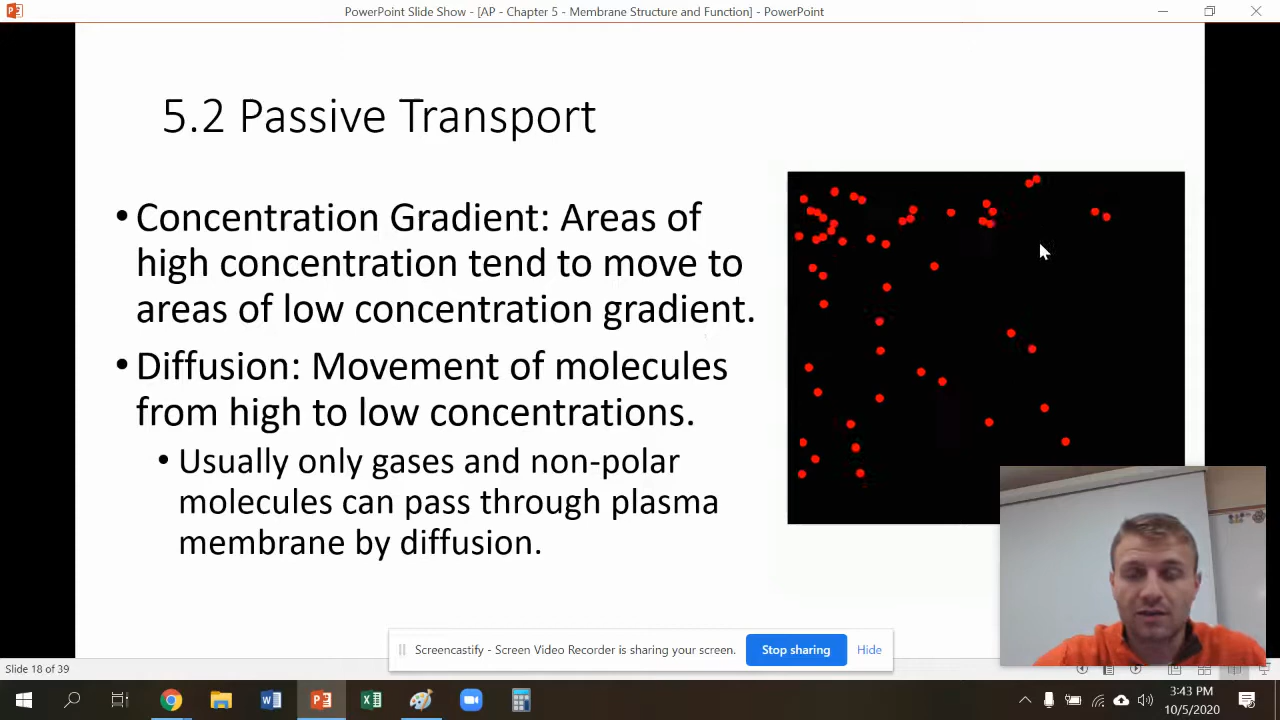 PowerPoint Slide Show - [AP - Chapter 5 - Membrane Structure and Function] - PowerPoint
5.2 Passive Transport
•Concentration Gradient: Areas of
high concentration tend to move to
areas of low concentration gradient.
•Diffusion: Movement of molecules
from high to low concentrations.
•Usually only gases and non-polar
molecules can pass through plasma
membrane by diffusion.
Screencastify - Screen Video Recorder is sharing your screen.
Stop sharing
Hide
Slide 18 of 39
3:43 PM
10/5/2020